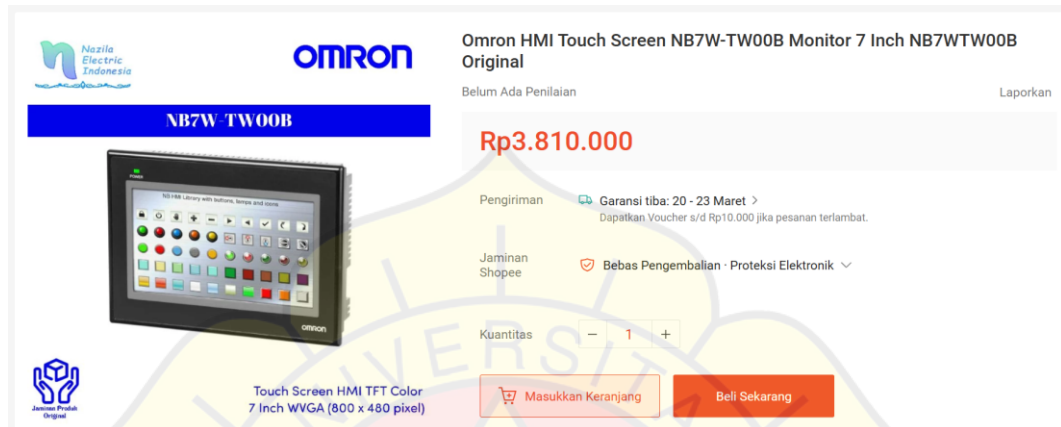 Nazila
Electric
Indonesia
OMRON
NB7W-TW00B
POWER
NB-HMI Library with buttons, lamps and icons
OMRON
Jaminan Produk
Original
Touch Screen HMI TFT Color
7 Inch WVGA (800 x 480 pixel)
Omron HMI Touch Screen NB7W-TW00B Monitor 7 Inch NB7WTW00B
Original
Belum Ada Penilaian
Laporkan
Rp3.810.000
Pengiriman
Garansi tiba: 20 - 23 Maret >
Dapatkan Voucher s/d Rp10.000 jika pesanan terlambat.
Jaminan
Shopee
Bebas Pengembalian · Proteksi Elektronik
Kuantitas
− 1 +
Masukkan Keranjang
Beli Sekarang
UNIVERSITA